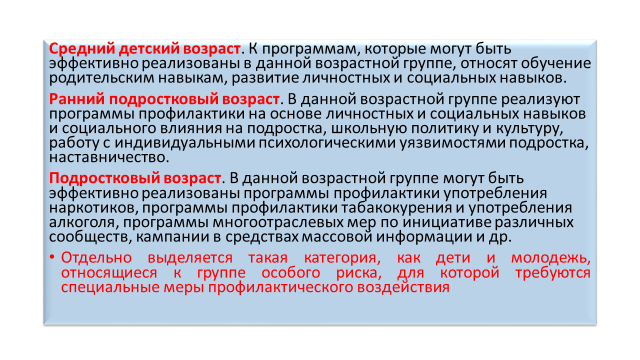 Средний детский возраст. К программам, которые могут быть
эффективно реализованы в данной возрастной группе, относят обучение
родительским навыкам, развитие личностных и социальных навыков.
Ранний подростковый возраст. В данной возрастной группе реализуют
программы профилактики на основе личностных и социальных навыков
и социального влияния на подростка, школьную политику и культуру,
работу с индивидуальными психологическими уязвимостями подростка,
наставничество.
Подростковый возраст. В данной возрастной группе могут быть
эффективно реализованы программы профилактики употребления
наркотиков, программы профилактики табакокурения и употребления
алкоголя, программы многоотраслевых мер по инициативе различных
сообществ, кампании в средствах массовой информации и др.
• Отдельно выделяется такая категория, как дети и молодежь,
относящиеся к группе особого риска, для которой требуются
специальные меры профилактического воздействия